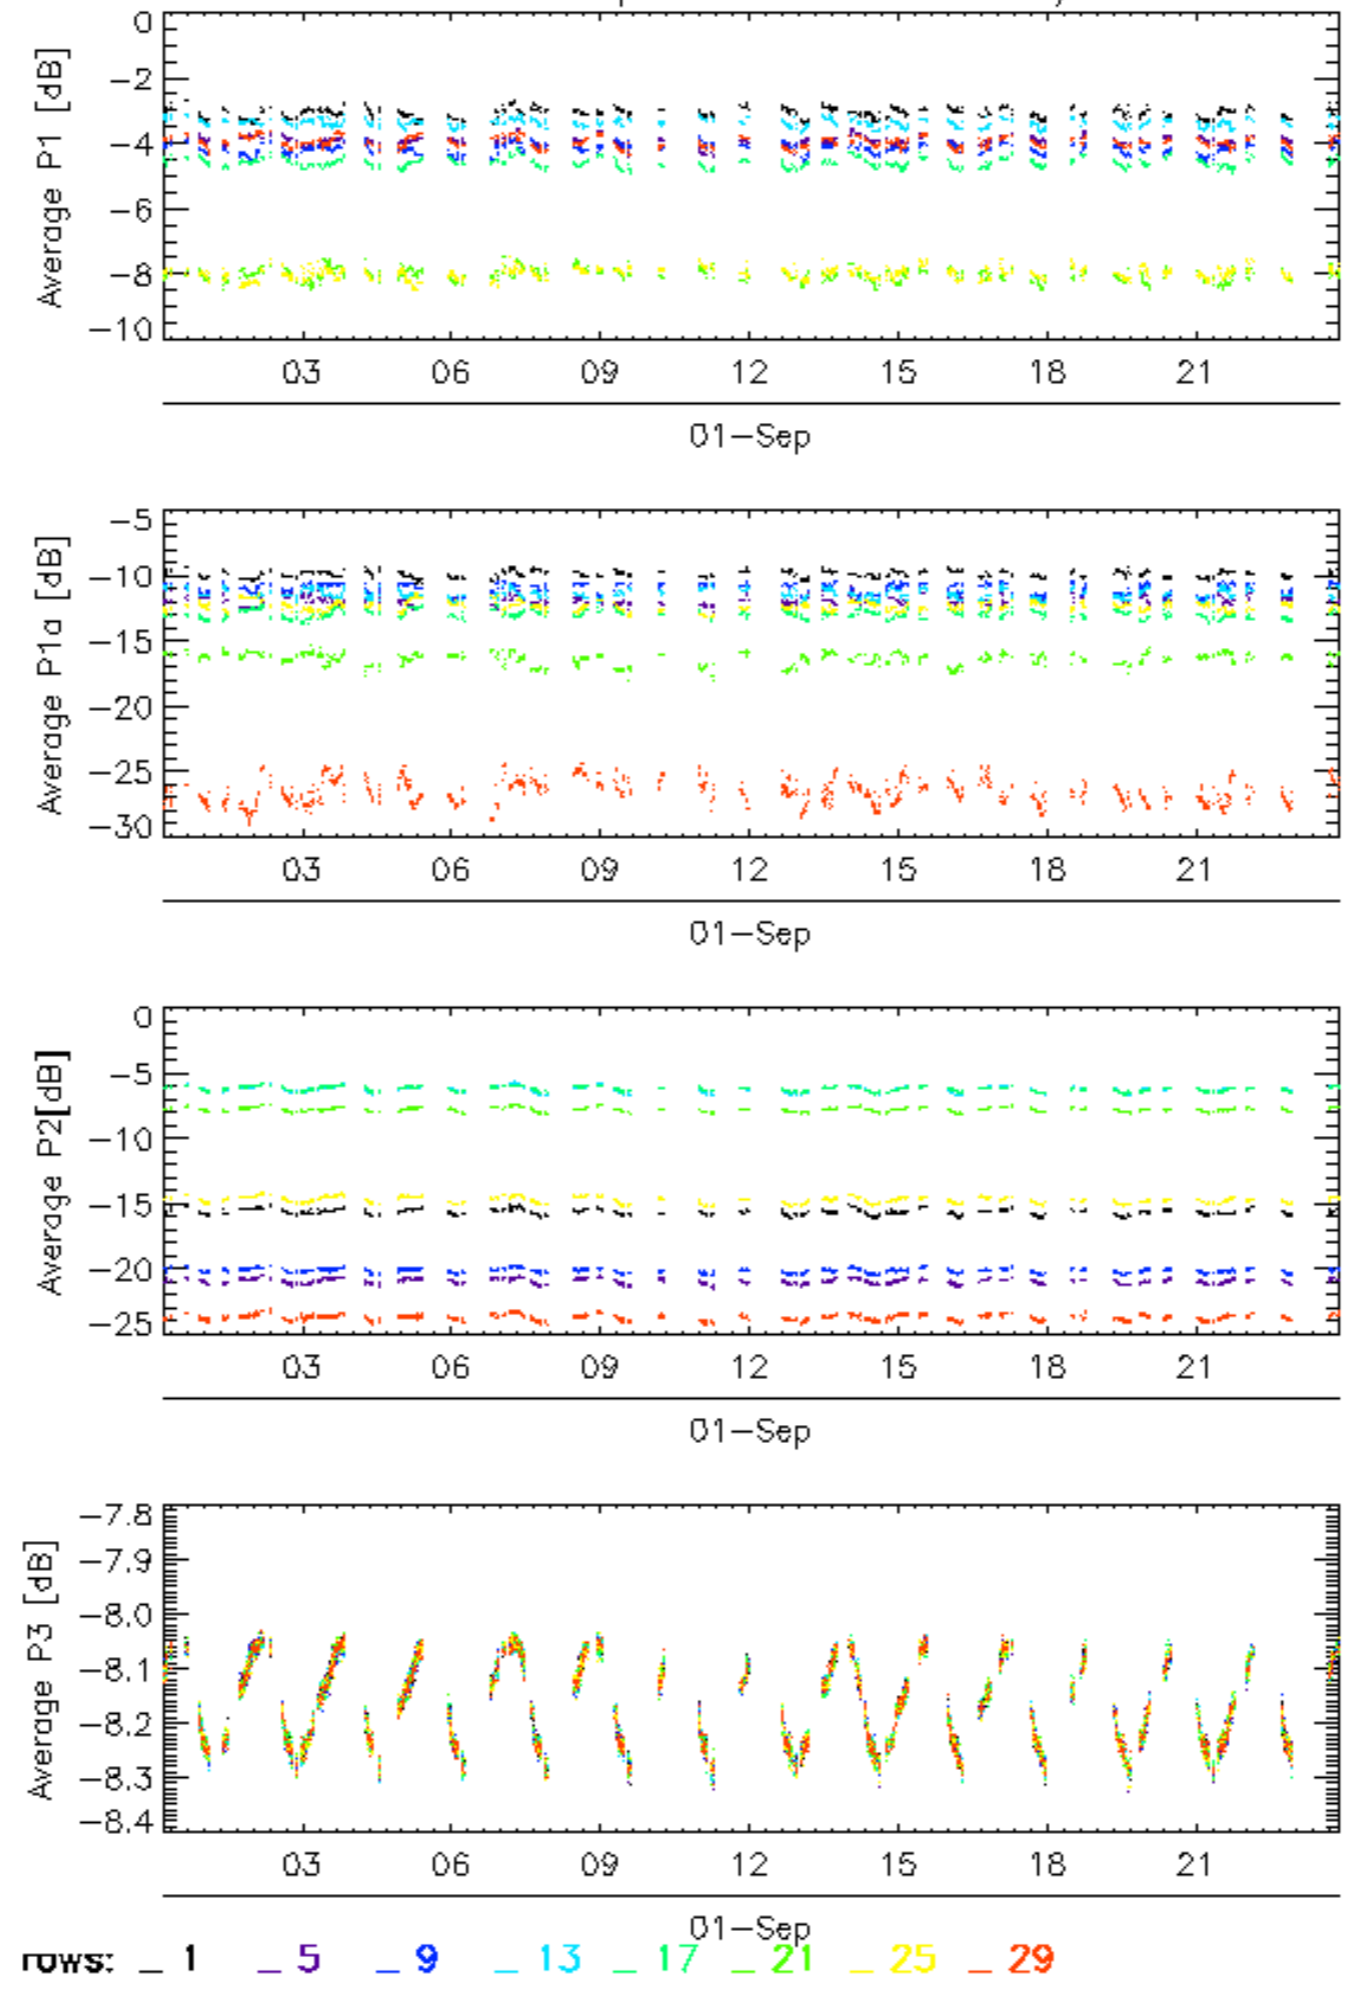 Average P1 [dB]
0
−2
−4
−6
−8
−10
03 06 09 12 15 18 21
01−Sep
Average P1a [dB]
−5
−10
−15
−20
−25
−30
03 06 09 12 15 18 21
01−Sep
Average P2[dB]
0
−5
−10
−15
−20
−25
03 06 09 12 15 18 21
01−Sep
Average P3 [dB]
−7.8
−7.9
−8.0
−8.1
−8.2
−8.3
−8.4
03 06 09 12 15 18 21
01−Sep
rows: _ 1 _ 5 _ 9 _ 13 _ 17 _ 21 _ 25 _ 29